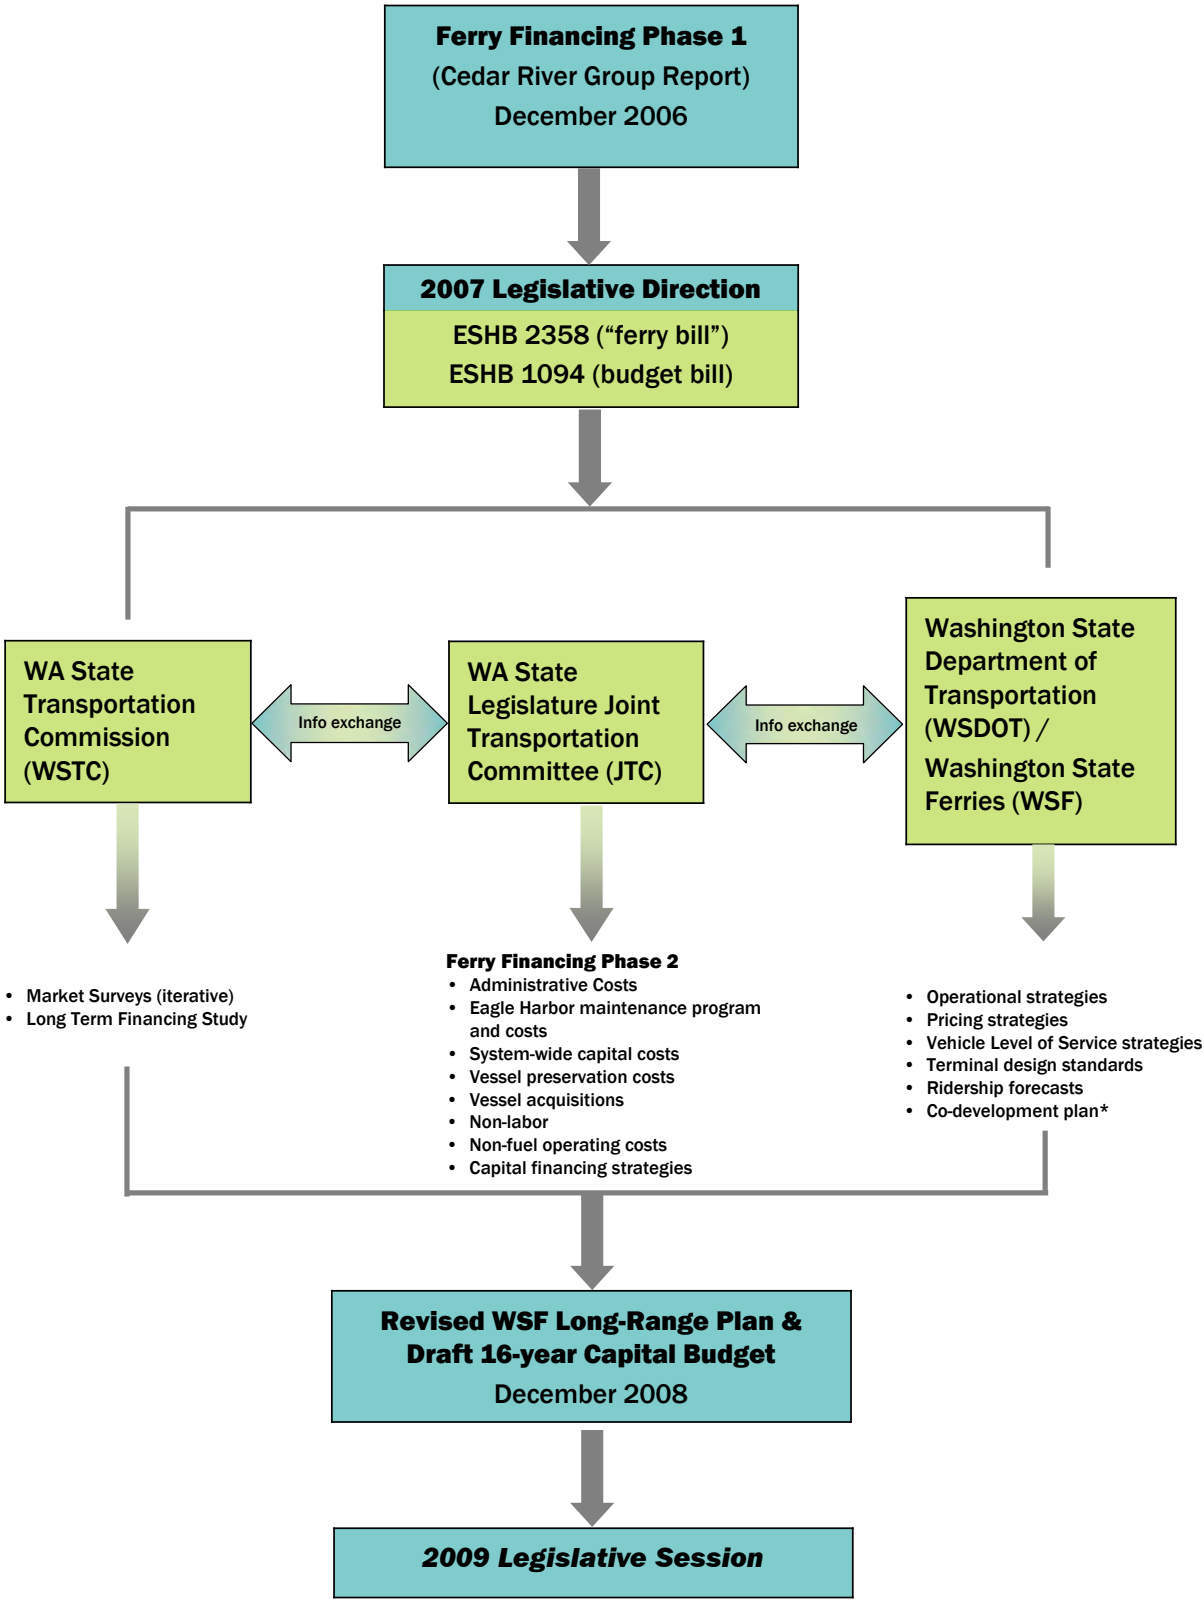 Ferry Financing Phase 1
(Cedar River Group Report)
December 2006
2007 Legislative Direction
ESHB 2358 (“ferry bill”)
ESHB 1094 (budget bill)
WA State
Transportation
Commission
(WSTC)
Info exchange
WA State
Legislature Joint
Transportation
Committee (JTC)
Info exchange
Washington State
Department of
Transportation
(WSDOT) /
Washington State
Ferries (WSF)
• Market Surveys (iterative)
• Long Term Financing Study
Ferry Financing Phase 2
• Administrative Costs
• Eagle Harbor maintenance program
and costs
• System-wide capital costs
• Vessel preservation costs
• Vessel acquisitions
• Non-labor
• Non-fuel operating costs
• Capital financing strategies
• Operational strategies
• Pricing strategies
• Vehicle Level of Service strategies
• Terminal design standards
• Ridership forecasts
• Co-development plan*
Revised WSF Long-Range Plan &
Draft 16-year Capital Budget
December 2008
2009 Legislative Session